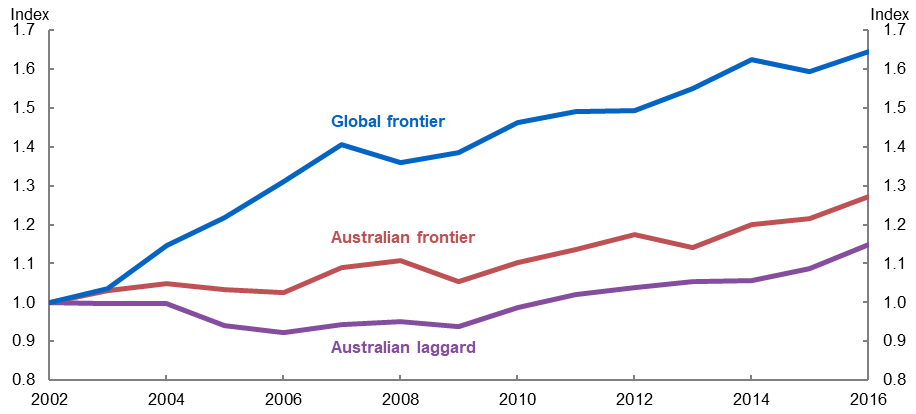 Index Index
1.7 1.7
1.6 1.6
1.5 1.5
Global frontier
1.4 1.4
1.3 1.3
1.2 1.2
Australian frontier
1.1 1.1
1.0 1.0
0.9 0.9
Australian laggard
0.8 0.8
2002 2004 2006 2008 2010 2012 2014 2016